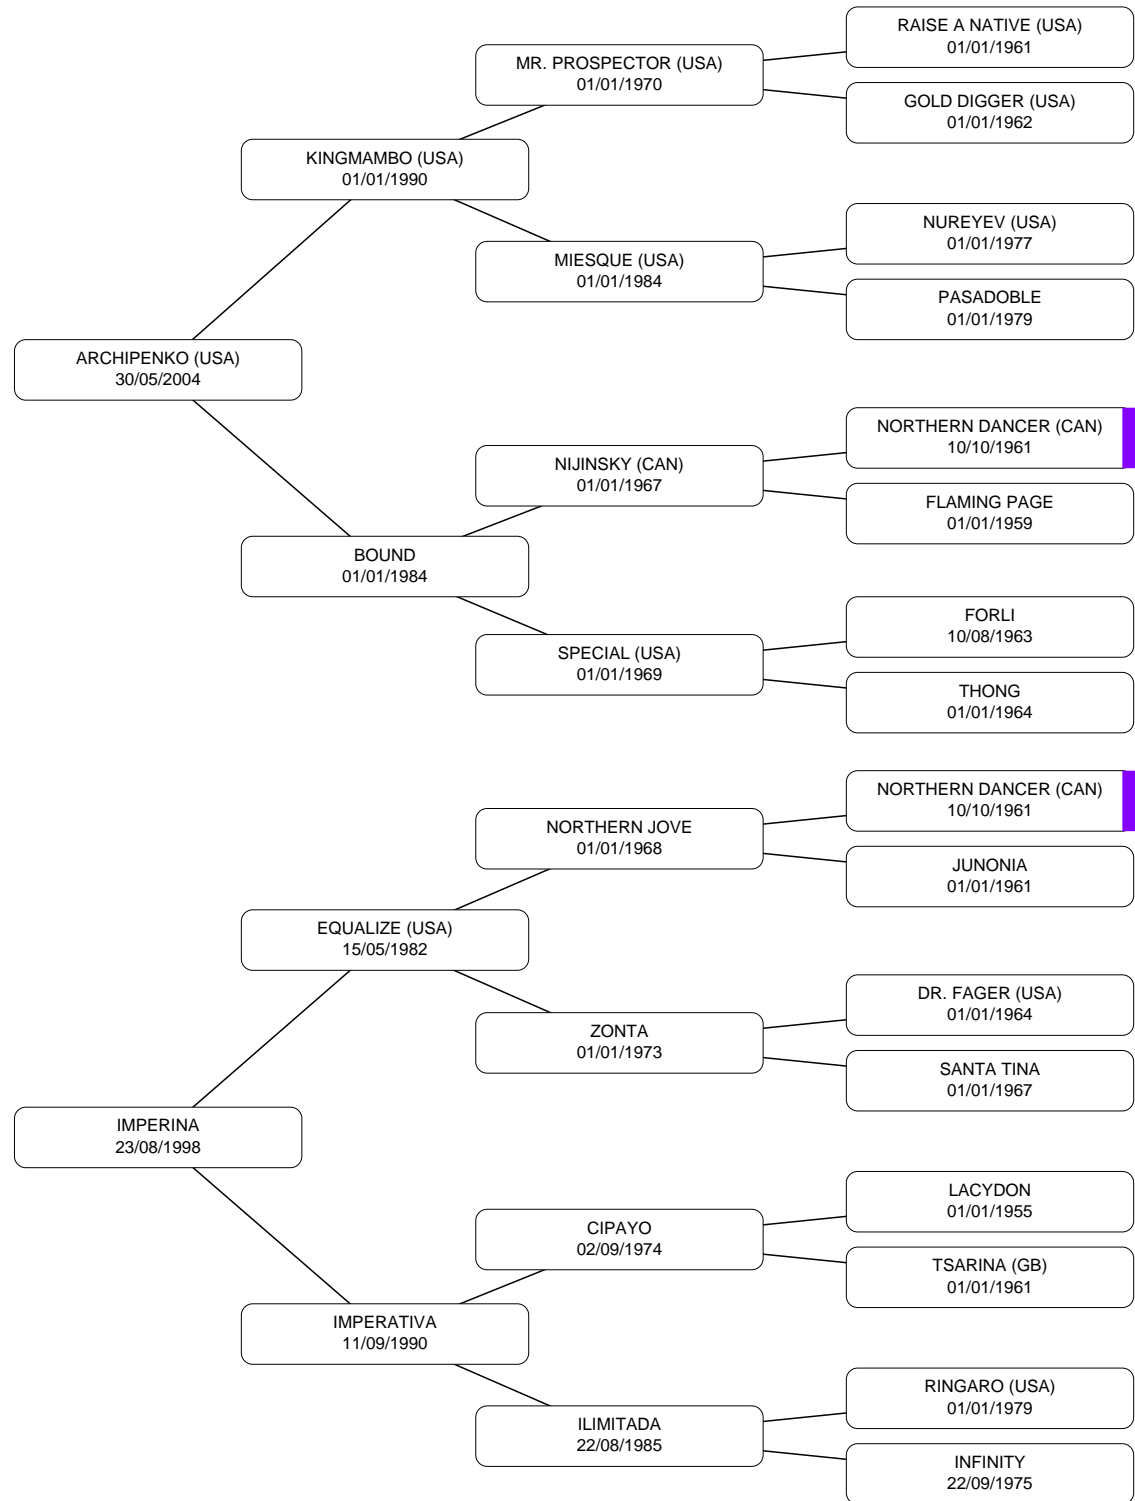 RAISE A NATIVE (USA)
01/01/1961
MR. PROSPECTOR (USA)
01/01/1970
GOLD DIGGER (USA)
01/01/1962
KINGMAMBO (USA)
01/01/1990
NUREYEV (USA)
01/01/1977
MIESQUE (USA)
01/01/1984
PASADOBLE
01/01/1979
ARCHIPENKO (USA)
30/05/2004
NORTHERN DANCER (CAN)
10/10/1961
NIJINSKY (CAN)
01/01/1967
FLAMING PAGE
01/01/1959
BOUND
01/01/1984
FORLI
10/08/1963
SPECIAL (USA)
01/01/1969
THONG
01/01/1964
NORTHERN DANCER (CAN)
10/10/1961
NORTHERN JOVE
01/01/1968
JUNONIA
01/01/1961
EQUALIZE (USA)
15/05/1982
DR. FAGER (USA)
01/01/1964
ZONTA
01/01/1973
SANTA TINA
01/01/1967
IMPERINA
23/08/1998
LACYDON
01/01/1955
CIPAYO
02/09/1974
TSARINA (GB)
01/01/1961
IMPERATIVA
11/09/1990
RINGARO (USA)
01/01/1979
ILIMITADA
22/08/1985
INFINITY
22/09/1975